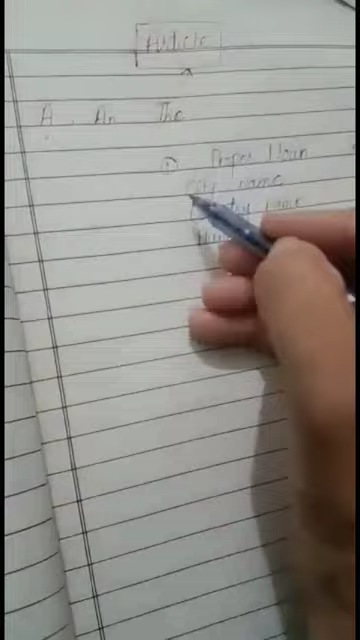 Article
A, An The
① Proper Noun
City name
Country name